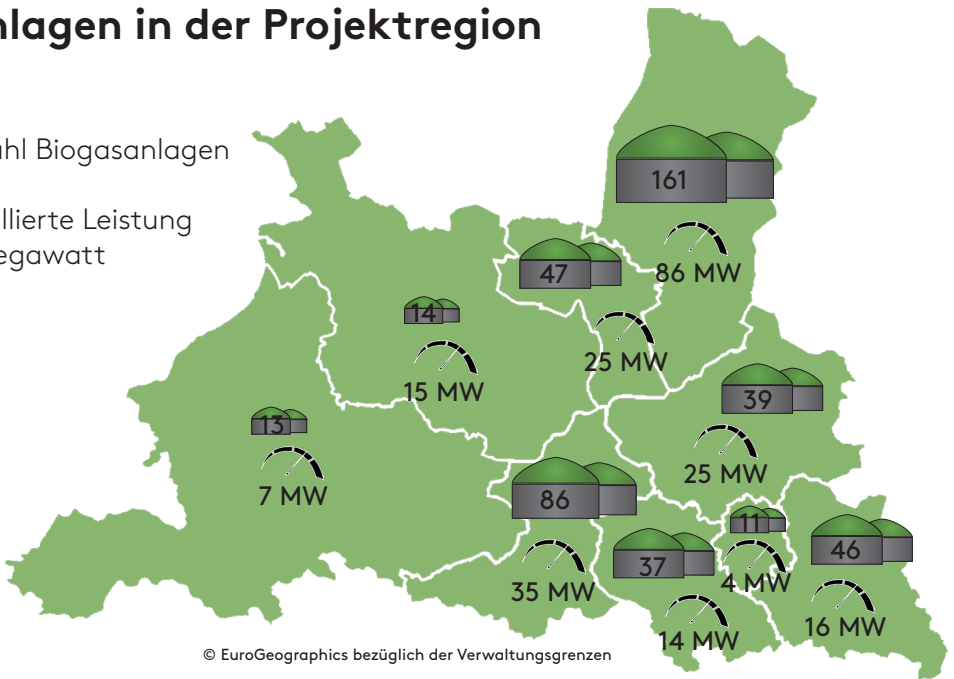 nlagen in der Projektregion
ahl Biogasanlagen
llierte Leistung
egawatt
161
86 MW
47
25 MW
14
15 MW
39
25 MW
13
7 MW
86
35 MW
11
4 MW
37
14 MW
46
16 MW
© EuroGeographics bezüglich der Verwaltungsgrenzen